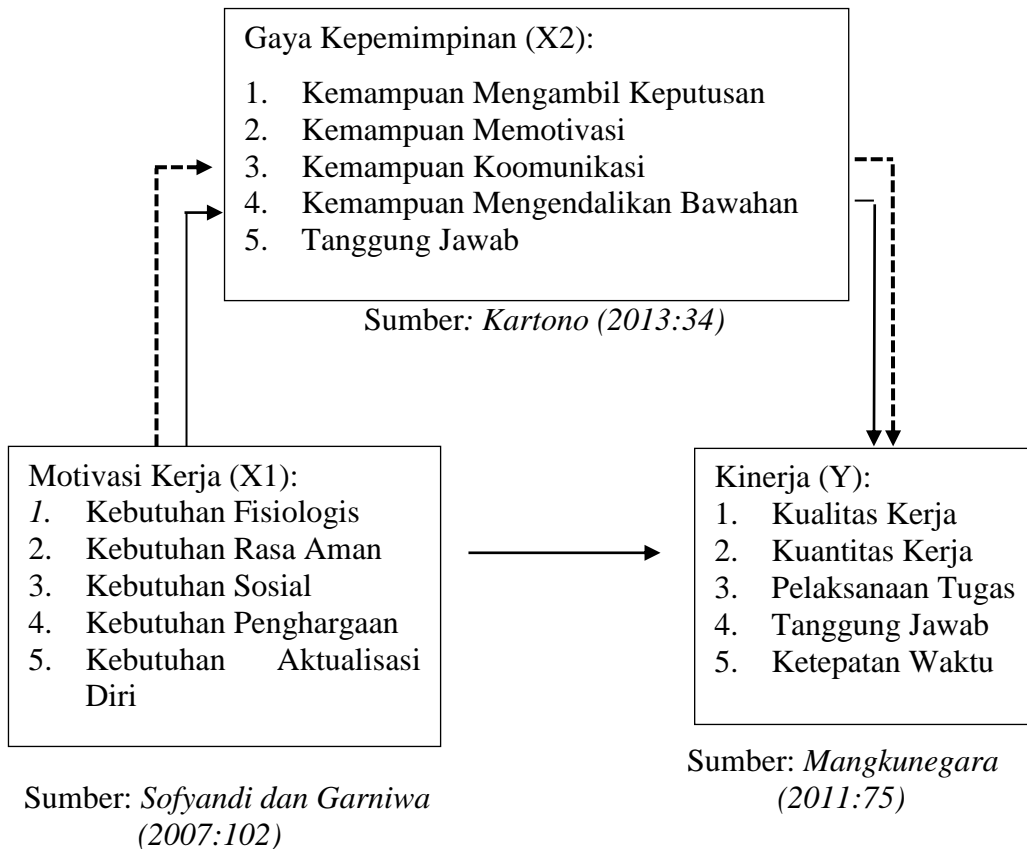 Gaya Kepemimpinan (X2):
1. Kemampuan Mengambil Keputusan
2. Kemampuan Memotivasi
3. Kemampuan Koomunikasi
4. Kemampuan Mengendalikan Bawahan
5. Tanggung Jawab
Sumber: Kartono (2013:34)
Motivasi Kerja (X1):
1. Kebutuhan Fisiologis
2. Kebutuhan Rasa Aman
3. Kebutuhan Sosial
4. Kebutuhan Penghargaan
5. Kebutuhan Aktualisasi
Diri
Sumber: Sofyandi dan Garniwa
(2007:102)
Kinerja (Y):
1. Kualitas Kerja
2. Kuantitas Kerja
3. Pelaksanaan Tugas
4. Tanggung Jawab
5. Ketepatan Waktu
Sumber: Mangkunegara
(2011:75)